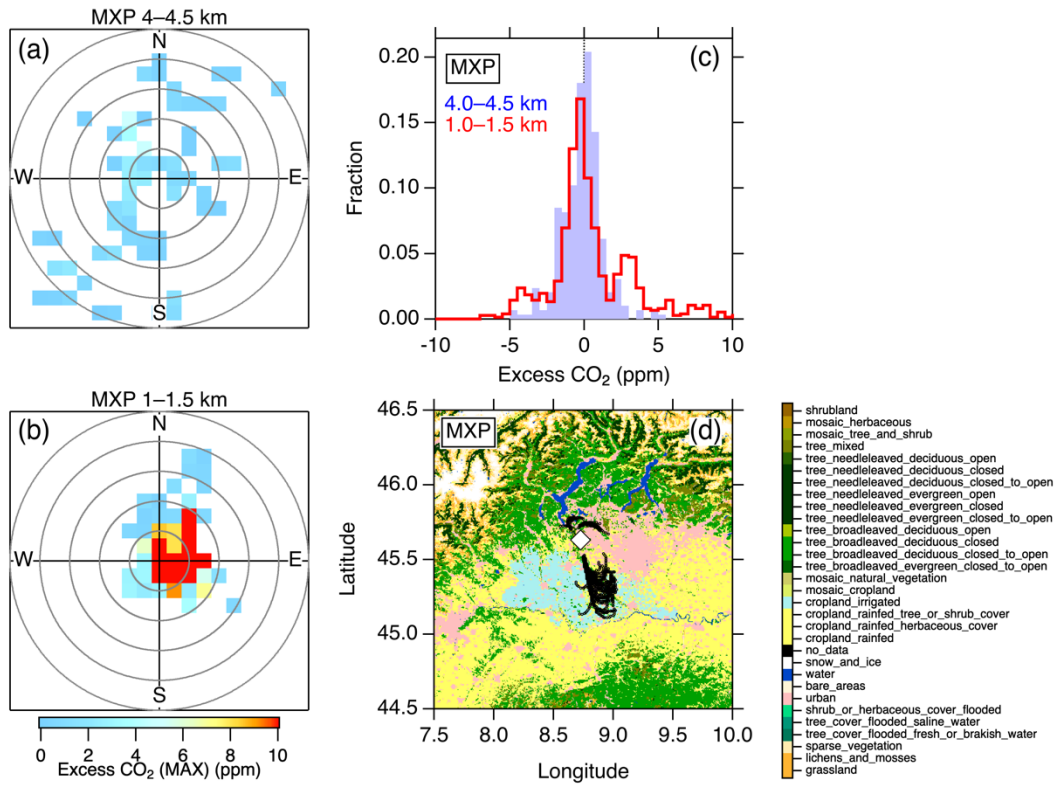 MXP 4–4.5 km
(a)
N
W
E
S
(c)
MXP
4.0–4.5 km
1.0–1.5 km
Fraction
0.20
0.15
0.10
0.05
0.00
-10
-5
0
5
10
Excess CO₂ (ppm)
MXP 1–1.5 km
(b)
N
W
E
S
0
2
4
6
8
10
Excess CO₂ (MAX) (ppm)
MXP
(d)
Latitude
46.5
46.0
45.5
45.0
44.5
7.5
8.0
8.5
9.0
9.5
10.0
Longitude
shrubland
mosaic_herbaceous
mosaic_tree_and_shrub
tree_mixed
tree_needleleaved_deciduous_open
tree_needleleaved_deciduous_closed
tree_needleleaved_deciduous_closed_to_open
tree_needleleaved_evergreen_open
tree_needleleaved_evergreen_closed
tree_needleleaved_evergreen_closed_to_open
tree_broadleaved_deciduous_open
tree_broadleaved_deciduous_closed
tree_broadleaved_deciduous_closed_to_open
tree_broadleaved_evergreen_closed_to_open
mosaic_natural_vegetation
mosaic_cropland
cropland_irrigated
cropland_rainfed_tree_or_shrub_cover
cropland_rainfed_herbaceous_cover
cropland_rainfed
no_data
snow_and_ice
water
bare_areas
urban
shrub_or_herbaceous_cover_flooded
tree_cover_flooded_saline_water
tree_cover_flooded_fresh_or_brakish_water
sparse_vegetation
lichens_and_mosses
grassland